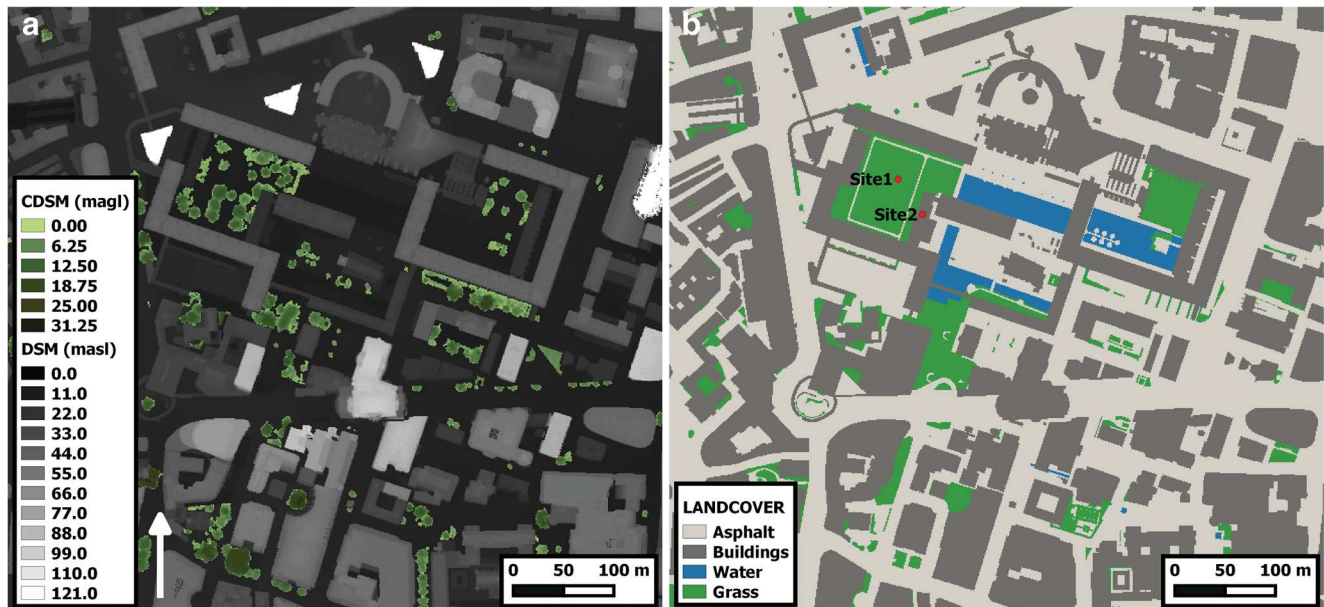 a
CDSM (magl)
0.00
6.25
12.50
18.75
25.00
31.25
DSM (masl)
0.0
11.0
22.0
33.0
44.0
55.0
66.0
77.0
88.0
99.0
110.0
121.0
0 50 100 m
b
Site1
Site2
LANDCOVER
Asphalt
Buildings
Water
Grass
0 50 100 m